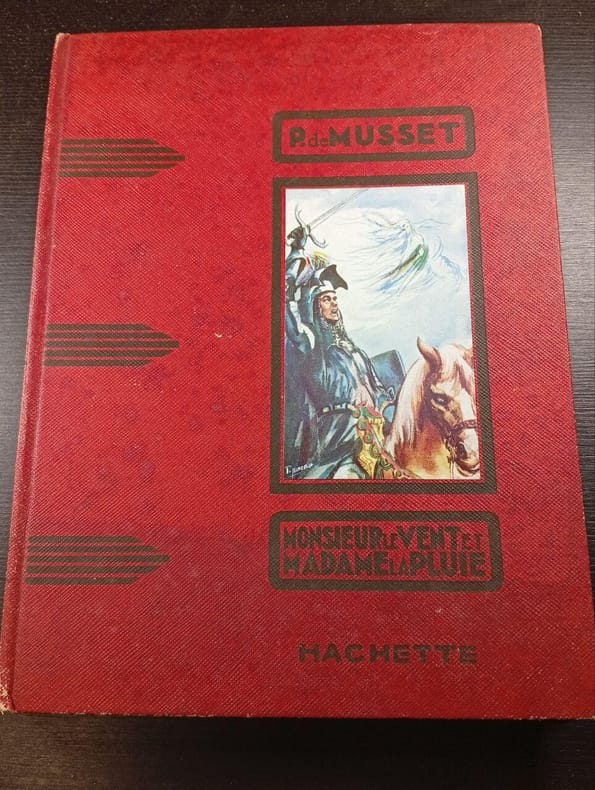 P. de MUSSET
MONSIEUR LE VENT ET
MADAME LA PLUIE
HACHETTE